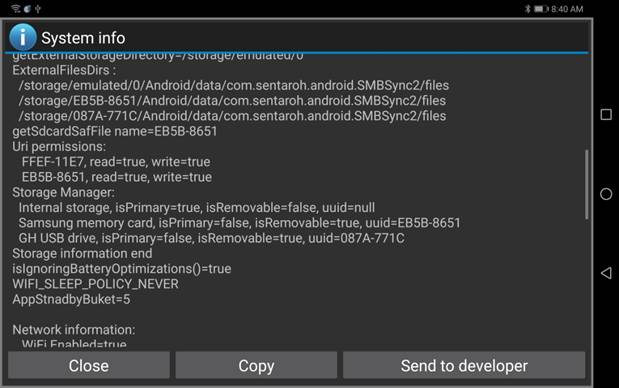 8:40 AM
System info
getExternalStorageDirectory=/storage/emulated/0
ExternalFilesDirs :
/storage/emulated/0/Android/data/com.sentaroh.android.SMBSync2/files
/storage/EB5B-8651/Android/data/com.sentaroh.android.SMBSync2/files
/storage/087A-771C/Android/data/com.sentaroh.android.SMBSync2/files
getSdcardSafFile name=EB5B-8651
Uri permissions:
FFEF-11E7, read=true, write=true
EB5B-8651, read=true, write=true
Storage Manager:
Internal storage, isPrimary=true, isRemovable=false, uuid=null
Samsung memory card, isPrimary=false, isRemovable=true, uuid=EB5B-8651
GH USB drive, isPrimary=false, isRemovable=true, uuid=087A-771C
Storage information end
isIgnoringBatteryOptimizations()=true
WIFI_SLEEP_POLICY_NEVER
AppStnadbyBuket=5
Network information:
WiFi Enabled=true
Close
Copy
Send to developer